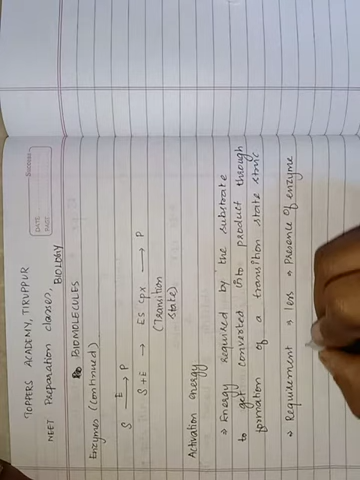 TOPPERS ACADEMY, TIRUPPUR
NEET Preparation classes,
BIOLOGY
DATE
PAGE
BIOMOLECULES
Enzymes (Continued)
S E → P
S + E → ES cpx → P
(Transition
state).
Activation energy
⇒ Energy required by the substrate
to get converted into product through
formation of a transition state struc
⇒ Requirement ⇒ less ⇒ Presence of enzyme